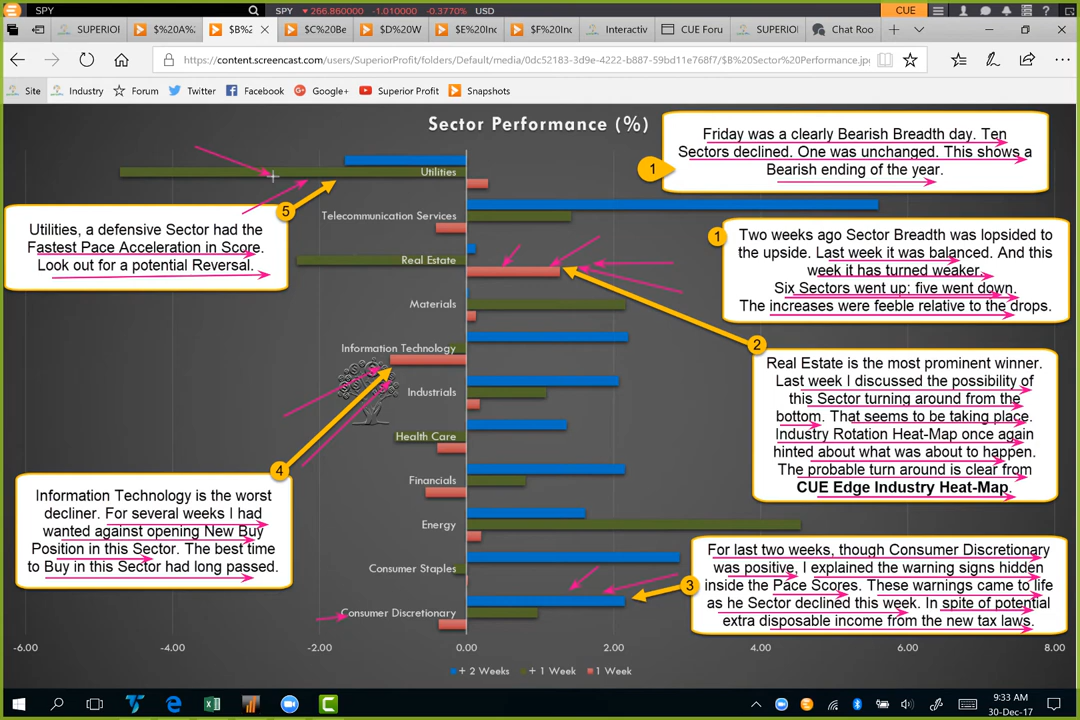 SPY
SPY ▼ 266.860000 -1.010000 -0.3770% USD
CUE
SUPERIOI
$%20A%:
$B%2
$C%20Be
$D%20W
$E%20Inc
$F%20Inc
Interactiv
CUE Foru
SUPERIO
Chat Roo
https://content.screencast.com/users/SuperiorProfit/folders/Default/media/0dc52183-3d9e-4222-b887-59bd11e768f7/$B%20Sector%20Performance.jpg
Site
Industry
Forum
Twitter
Facebook
Google+
Superior Profit
Snapshots
Sector Performance (%)
1
Friday was a clearly Bearish Breadth day. Ten
Sectors declined. One was unchanged. This shows a
Bearish ending of the year.
Utilities
Telecommunication Services
Real Estate
Materials
Information Technology
Industrials
Health Care
Financials
Energy
Consumer Staples
Consumer Discretionary
5
Utilities, a defensive Sector had the
Fastest Pace Acceleration in Score.
Look out for a potential Reversal.
1
Two weeks ago Sector Breadth was lopsided to
the upside. Last week it was balanced. And this
week it has turned weaker.
Six Sectors went up: five went down.
The increases were feeble relative to the drops.
2
Real Estate is the most prominent winner.
Last week I discussed the possibility of
this Sector turning around from the
bottom. That seems to be taking place.
Industry Rotation Heat-Map once again
hinted about what was about to happen.
The probable turn around is clear from
CUE Edge Industry Heat-Map.
4
Information Technology is the worst
decliner. For several weeks I had
wanted against opening New Buy
Position in this Sector. The best time
to Buy in this Sector had long passed.
3
For last two weeks, though Consumer Discretionary
was positive, I explained the warning signs hidden
inside the Pace Scores. These warnings came to life
as he Sector declined this week. In spite of potential
extra disposable income from the new tax laws.
-6.00 -4.00 -2.00 0.00 2.00 4.00 6.00 8.00
+ 2 Weeks + 1 Week 1 Week
9:33 AM
30-Dec-17